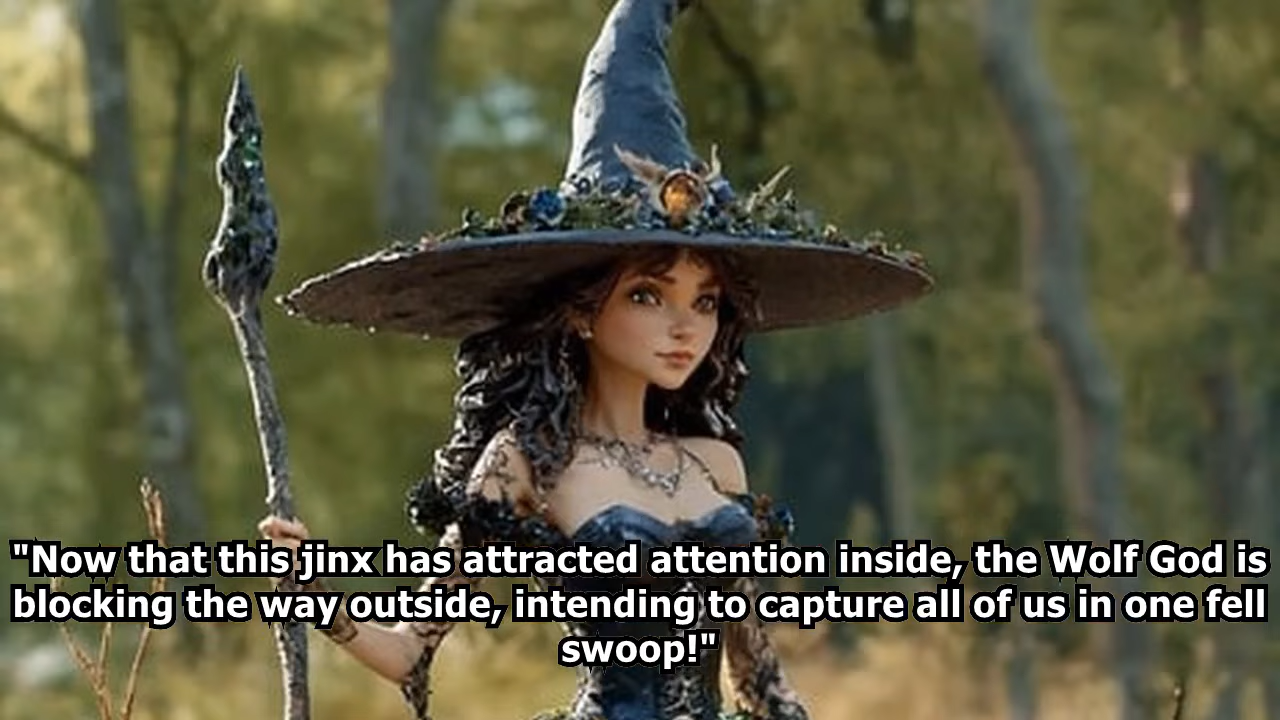 "Now that this jinx has attracted attention inside, the Wolf God is
blocking the way outside, intending to capture all of us in one fell
swoop!"